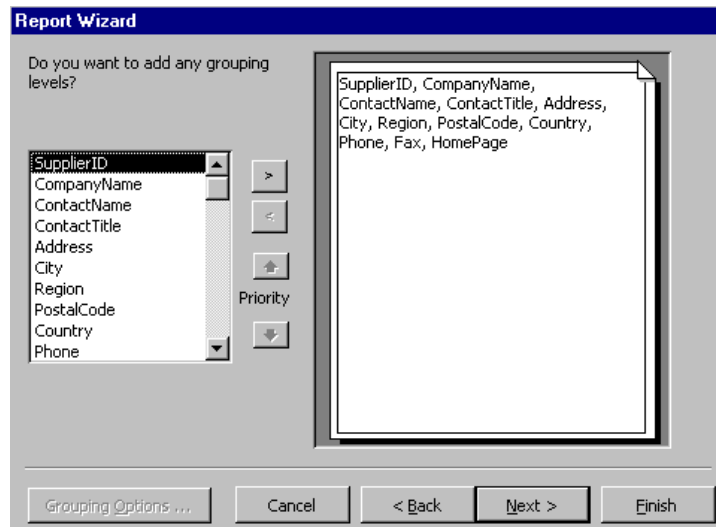 Report Wizard
Do you want to add any grouping
levels?
SupplierID
CompanyName
ContactName
ContactTitle
Address
City
Region
PostalCode
Country
Phone
>
<
Priority
SupplierID, CompanyName,
ContactName, ContactTitle, Address,
City, Region, PostalCode, Country,
Phone, Fax, HomePage
Grouping Options ...
Cancel
< Back
Next >
Finish